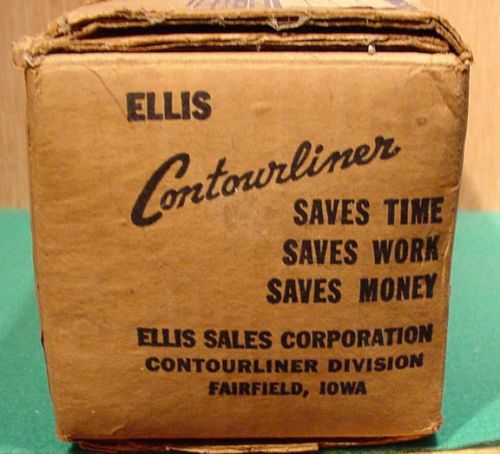 ELLIS
Contourliner
SAVES TIME
SAVES WORK
SAVES MONEY
ELLIS SALES CORPORATION
CONTOURLINER DIVISION
FAIRFIELD, IOWA